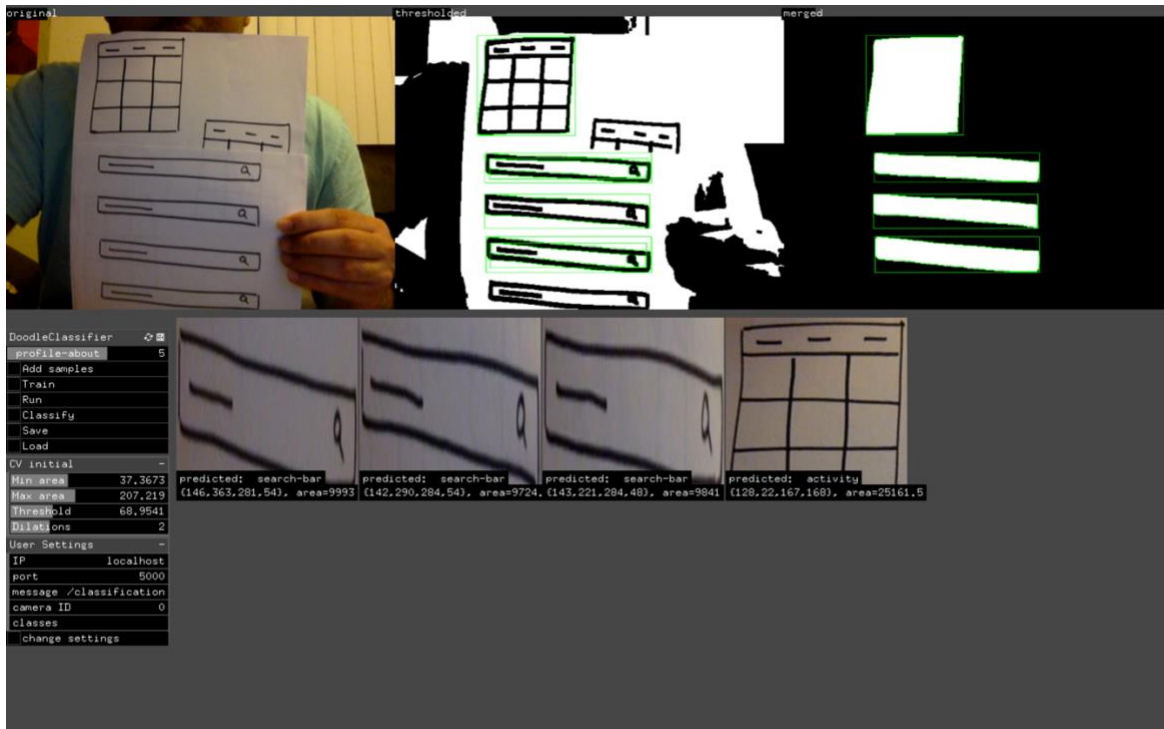 original
thresholded
merged
DoodleClassifier
profile-about 5
Add samples
Train
Run
Classify
Save
Load
CV initial -
Min area 37.3673
Max area 207.219
Threshold 68.9541
Dilations 2
User Settings -
IP localhost
port 5000
message /classification
camera ID 0
classes
change settings
predicted: search-bar
{146,363,281,54}, area=9993
predicted: search-bar
{142,290,284,54}, area=9724.
predicted: search-bar
{143,221,284,48}, area=9841
predicted: activity
{128,22,167,168}, area=25161.5